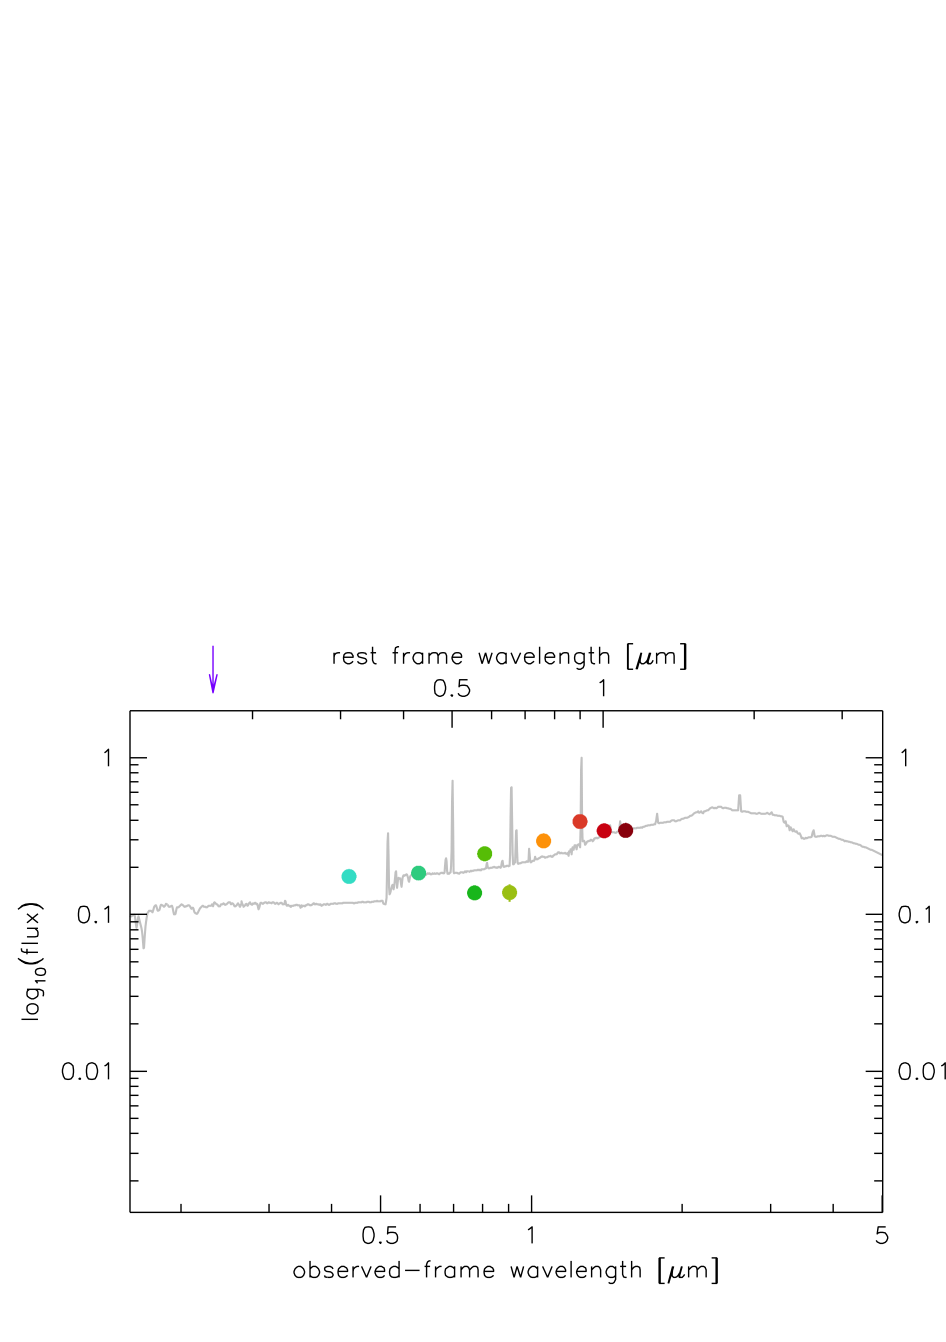 rest frame wavelength [μm]
0.5 1
1 1
0.1 0.1
0.01 0.01
log10(flux)
0.5 1 5
observed-frame wavelength [μm]